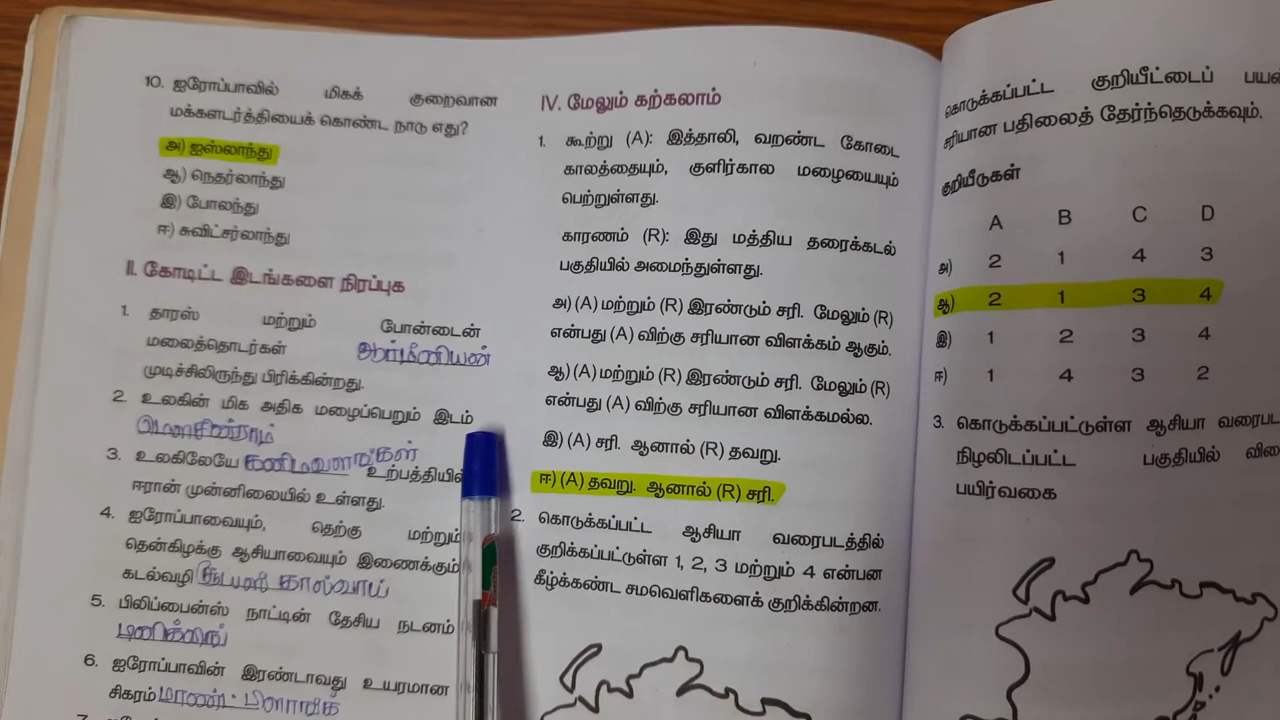 10. ஐரோப்பாவில் மிகக் குறைவான
மக்களடர்த்தியைக் கொண்ட நாடு எது?
அ) ஐஸ்லாந்து
ஆ) நெதர்லாந்து
இ) போலந்து
ஈ) சுவிட்சர்லாந்து
II. கோடிட்ட இடங்களை நிரப்புக
1. தாரஸ் மற்றும் போன்டைன்
மலைத்தொடர்கள் ஆர்மீனியன்
முடிச்சிலிருந்து பிரிக்கின்றது.
2. உலகின் மிக அதிக மழைப்பெறும் இடம்
மௌசின்ராம்
3. உலகிலேயே கனிமவளங்கள் உற்பத்தியில்
ஈரான் முன்னிலையில் உள்ளது.
4. ஐரோப்பாவையும், தெற்கு மற்றும்
தென்கிழக்கு ஆசியாவையும் இணைக்கும்
கடல்வழி சூயஸ் கால்வாய்
5. பிலிப்பைன்ஸ் நாட்டின் தேசிய நடனம்
டினிக்லிங்
6. ஐரோப்பாவின் இரண்டாவது உயரமான
சிகரம் மாண்ட் பிளாங்க்
IV. மேலும் கற்கலாம்
1. கூற்று (A): இத்தாலி, வறண்ட கோடை
காலத்தையும், குளிர்கால மழையையும்
பெற்றுள்ளது.
காரணம் (R): இது மத்திய தரைக்கடல்
பகுதியில் அமைந்துள்ளது.
அ) (A) மற்றும் (R) இரண்டும் சரி. மேலும் (R)
என்பது (A) விற்கு சரியான விளக்கம் ஆகும்.
ஆ) (A) மற்றும் (R) இரண்டும் சரி. மேலும் (R)
என்பது (A) விற்கு சரியான விளக்கமல்ல.
இ) (A) சரி. ஆனால் (R) தவறு.
ஈ) (A) தவறு. ஆனால் (R) சரி.
2. கொடுக்கப்பட்ட ஆசியா வரைபடத்தில்
குறிக்கப்பட்டுள்ள 1, 2, 3 மற்றும் 4 என்பன
கீழ்க்கண்ட சமவெளிகளைக் குறிக்கின்றன.
கொடுக்கப்பட்ட குறியீட்டைப்
சரியான பதிலைத் தேர்ந்தெடுக்கவும்.
குறியீடுகள்
A B C D
அ) 2 1 4 3
ஆ) 2 1 3 4
இ) 1 2 3 4
ஈ) 1 4 3 2
3. கொடுக்கப்பட்டுள்ள ஆசியா
நிழலிடப்பட்ட பகுதியில்
பயிர்வகை